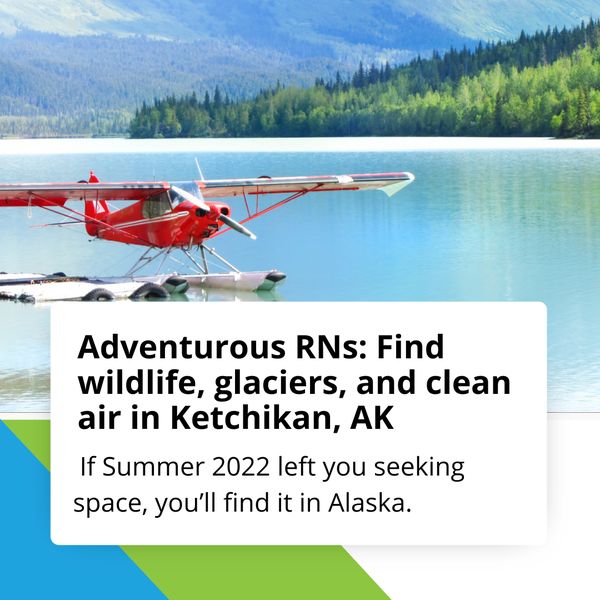 Adventurous RNs: Find
wildlife, glaciers, and clean
air in Ketchikan, AK
If Summer 2022 left you seeking
space, you’ll find it in Alaska.